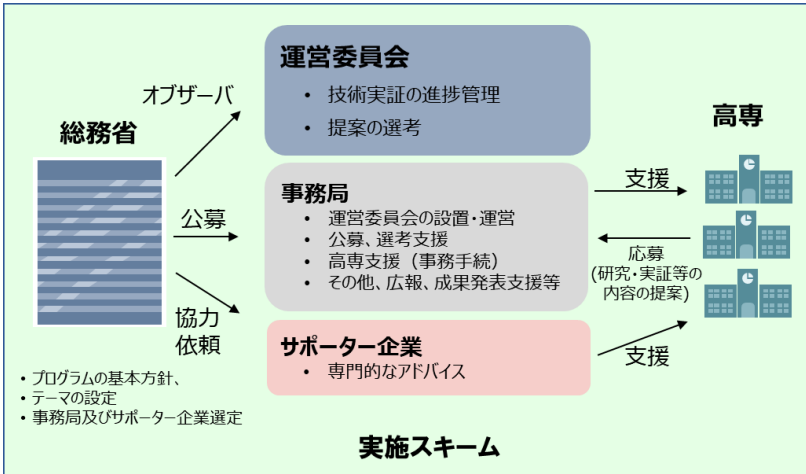 運営委員会
• 技術実証の進捗管理
• 提案の選考
オブザーバ
総務省
高専
事務局
• 運営委員会の設置・運営
• 公募、選考支援
• 高専支援（事務手続）
• その他、広報、成果発表支援等
公募
支援
応募
(研究・実証等の
内容の提案)
協力
依頼
サポーター企業
• 専門的なアドバイス
支援
• プログラムの基本方針、
• テーマの設定
• 事務局及びサポーター企業選定
実施スキーム